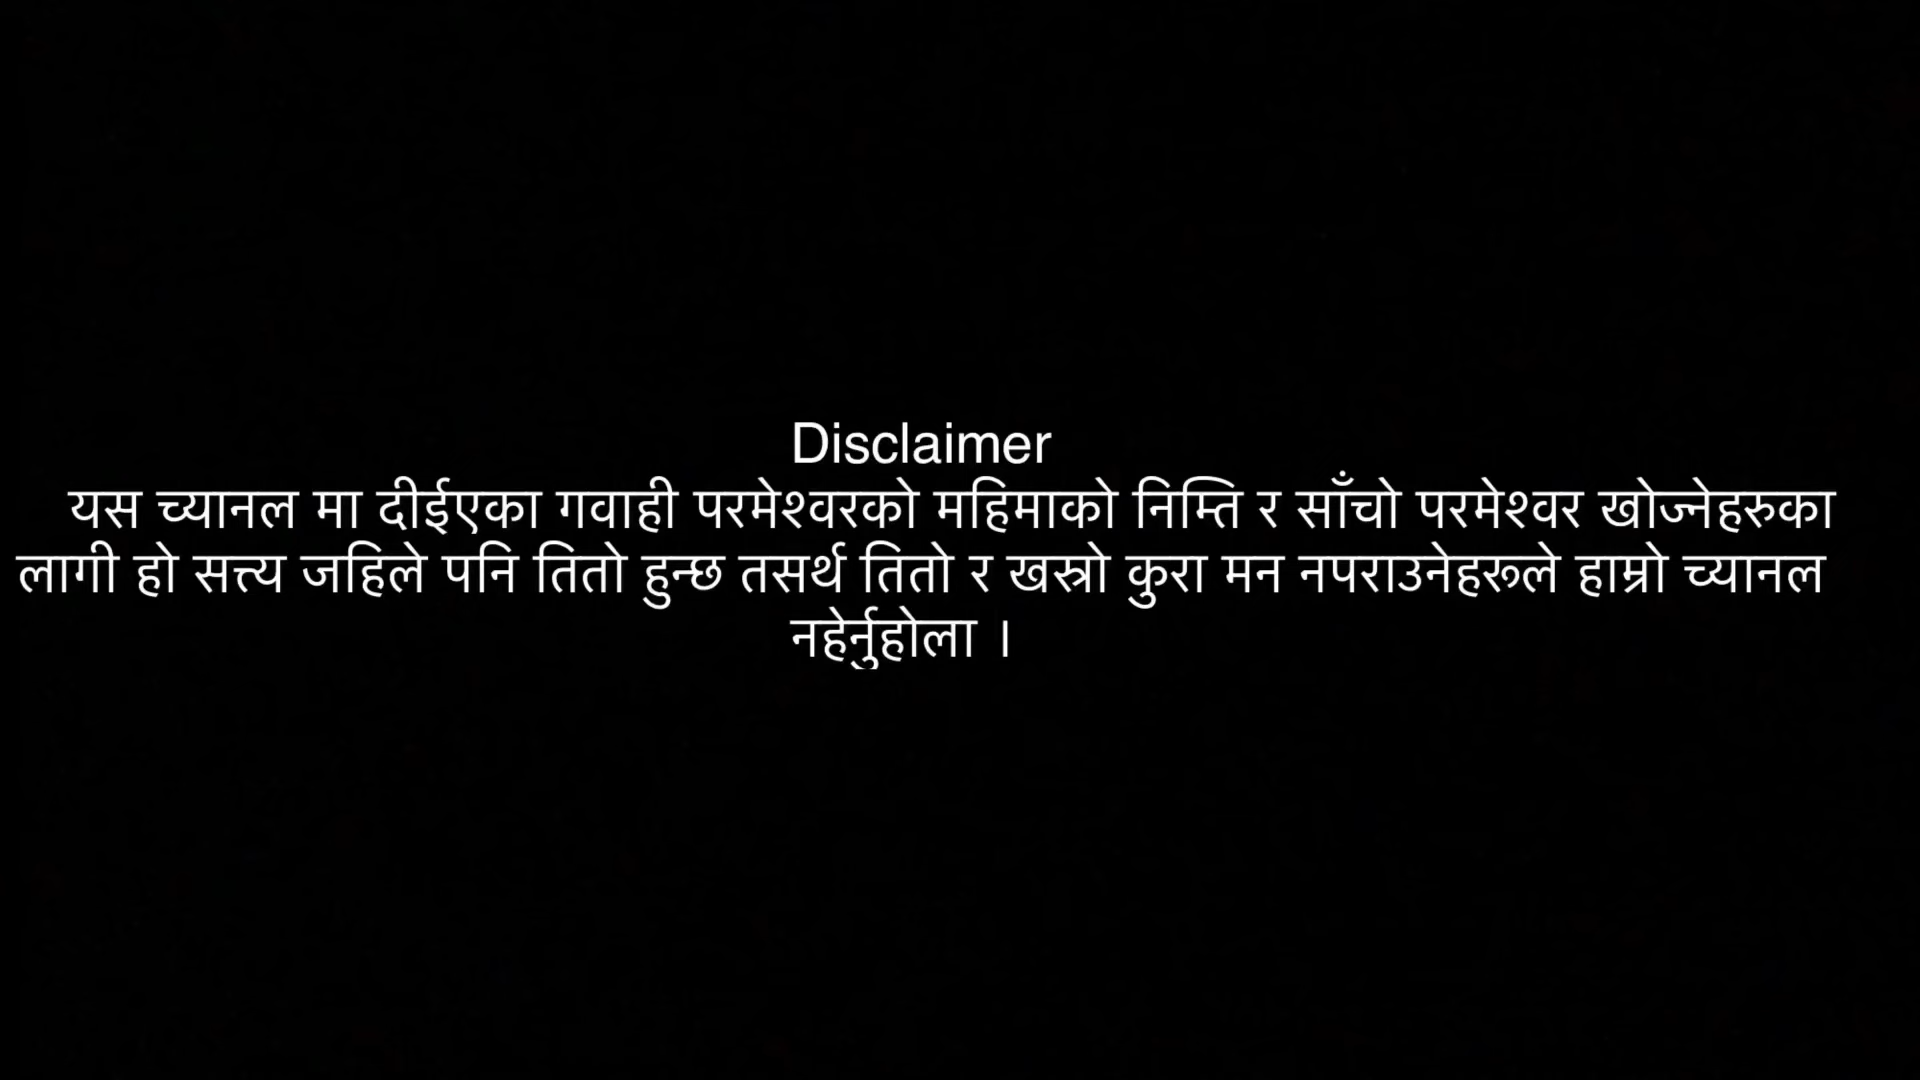 Disclaimer
यस च्यानल मा दीईएका गवाही परमेश्वरको महिमाको निम्ति र साँचो परमेश्वर खोज्नेहरुका
लागी हो सत्त्य जहिले पनि तितो हुन्छ तसर्थ तितो र खस्रो कुरा मन नपराउनेहरूले हाम्रो च्यानल
नहेर्नुहोला ।